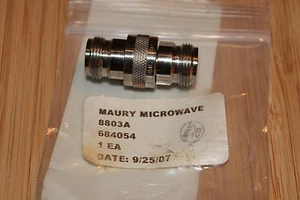 MAURY MICROWAVE
8803A
684054
1 EA
DATE: 9/25/07